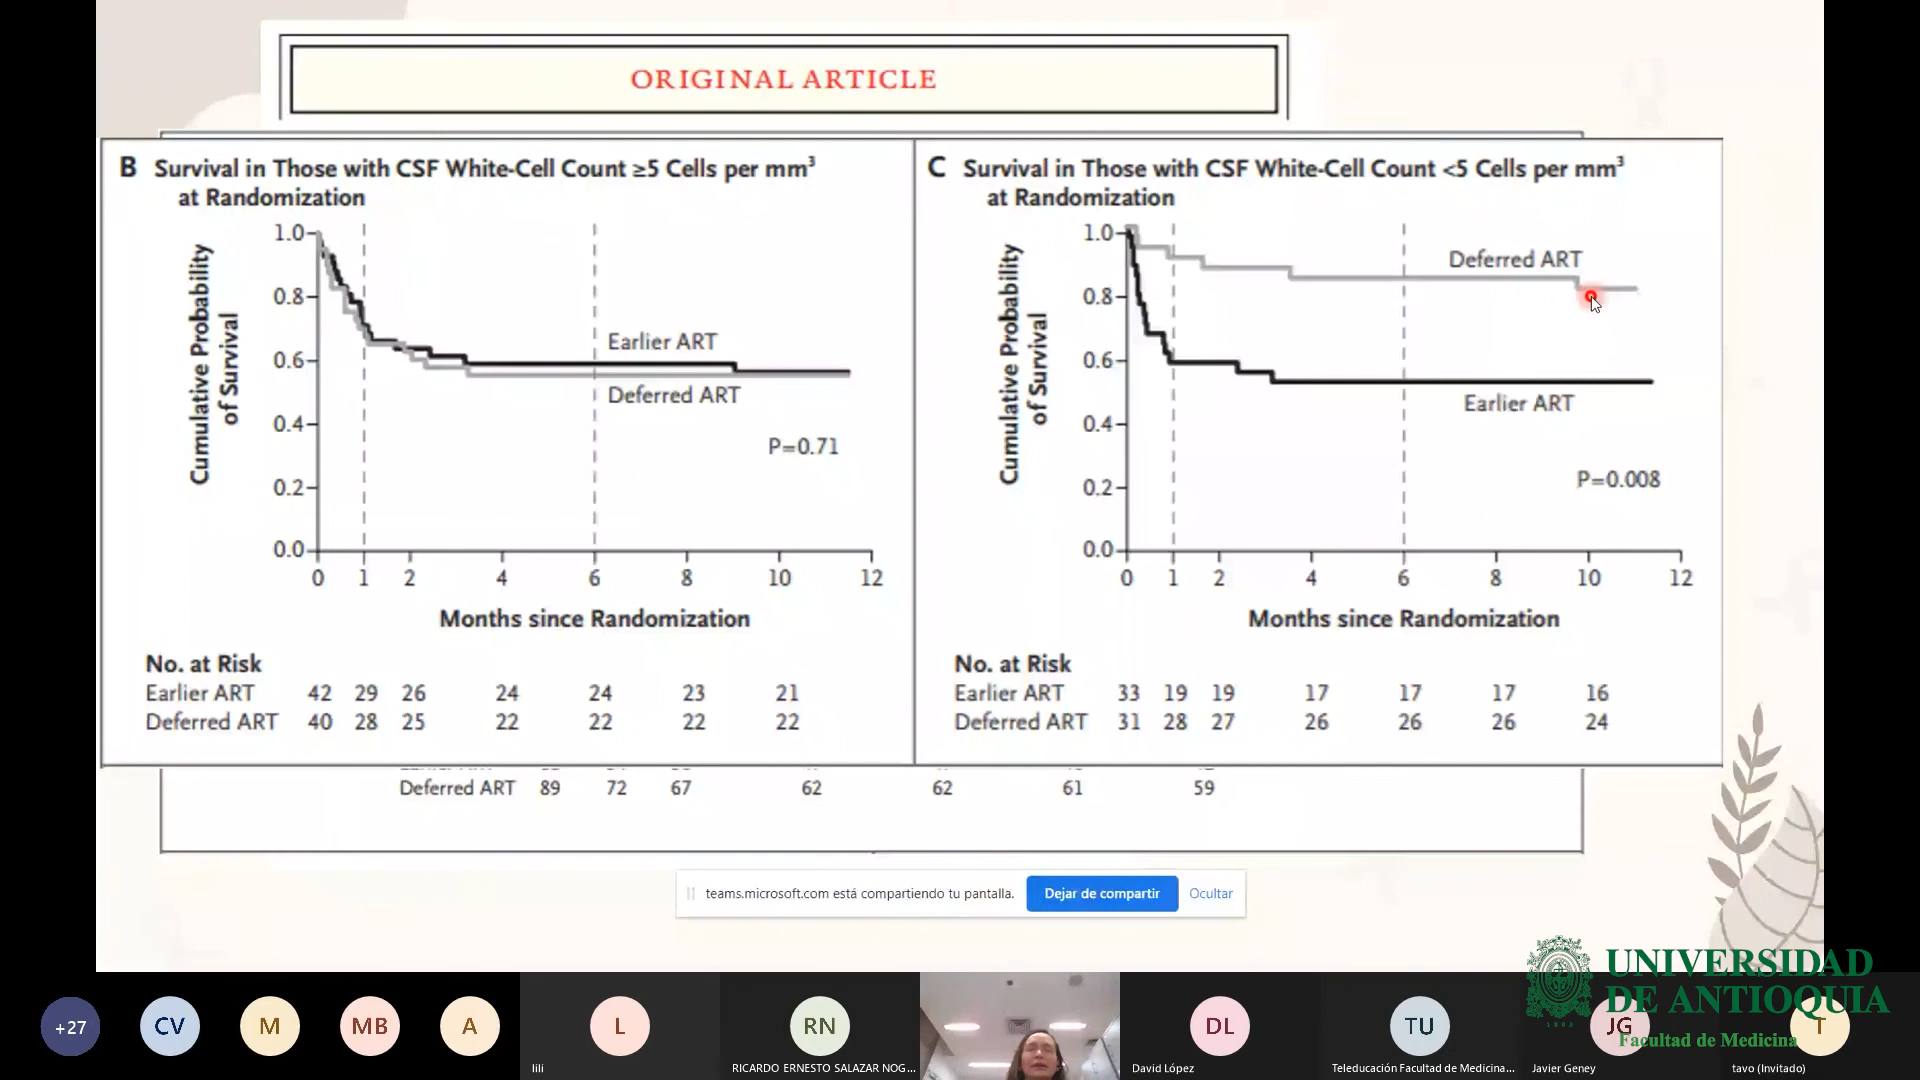 ORIGINAL ARTICLE
B Survival in Those with CSF White-Cell Count ≥5 Cells per mm³
at Randomization
Cumulative Probability
of Survival
1.0
0.8
0.6
0.4
0.2
0.0
Earlier ART
Deferred ART
P=0.71
0 1 2 4 6 8 10 12
Months since Randomization
No. at Risk
Earlier ART 42 29 26 24 24 23 21
Deferred ART 40 28 25 22 22 22 22
C Survival in Those with CSF White-Cell Count <5 Cells per mm³
at Randomization
Cumulative Probability
of Survival
1.0
0.8
0.6
0.4
0.2
0.0
Deferred ART
Earlier ART
P=0.008
0 1 2 4 6 8 10 12
Months since Randomization
No. at Risk
Earlier ART 33 19 19 17 17 17 16
Deferred ART 31 28 27 26 26 26 24
Deferred ART 89 72 67 62 62 61 59
teams.microsoft.com está compartiendo tu pantalla. Dejar de compartir Ocultar
UNIVERSIDAD
DE ANTIOQUIA
1803
Facultad de Medicina
+27 CV M MB A L RN DL TU JG T
lili RICARDO ERNESTO SALAZAR NOG... David López Teleducación Facultad de Medicina... Javier Geney tavo (Invitado)